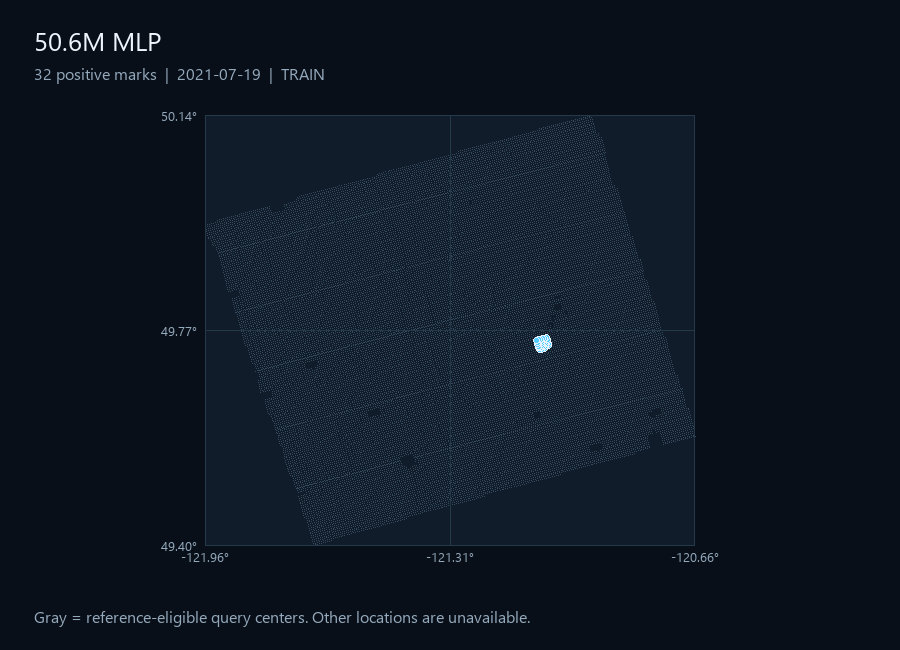 50.6M MLP
32 positive marks | 2021-07-19 | TRAIN
50.14°
49.77°
49.40°
-121.96°
-121.31°
-120.66°
Gray = reference-eligible query centers. Other locations are unavailable.